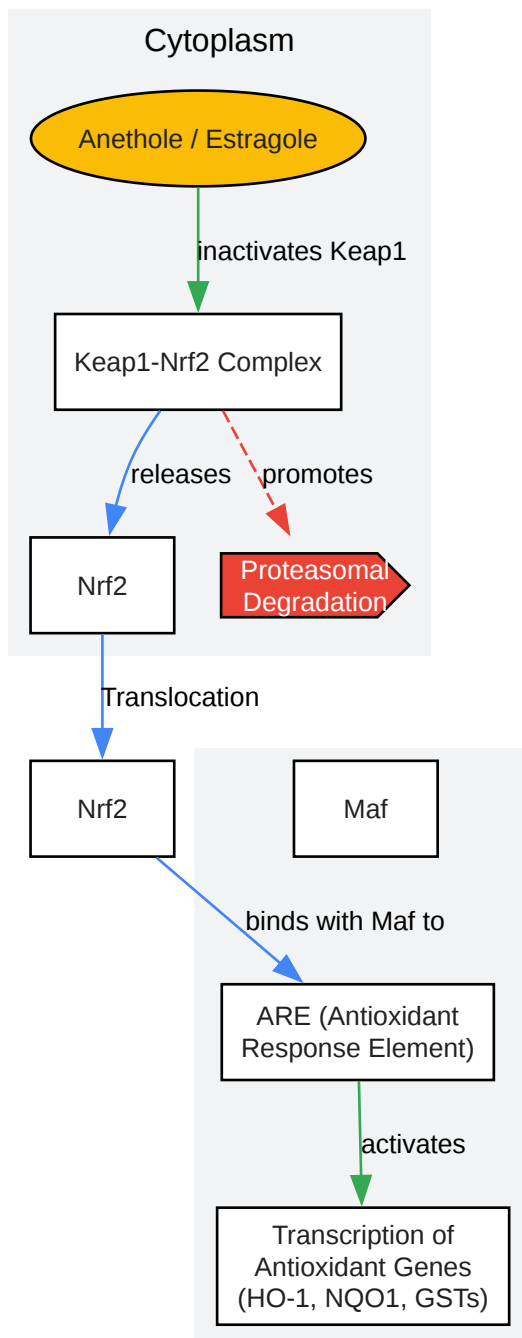 Cytoplasm
Anethole / Estragole
inactivates Keap1
Keap1-Nrf2 Complex
releases
promotes
Nrf2
Proteasomal
Degradation
Translocation
Nrf2
Maf
binds with Maf to
ARE (Antioxidant
Response Element)
activates
Transcription of
Antioxidant Genes
(HO-1, NQO1, GSTs)